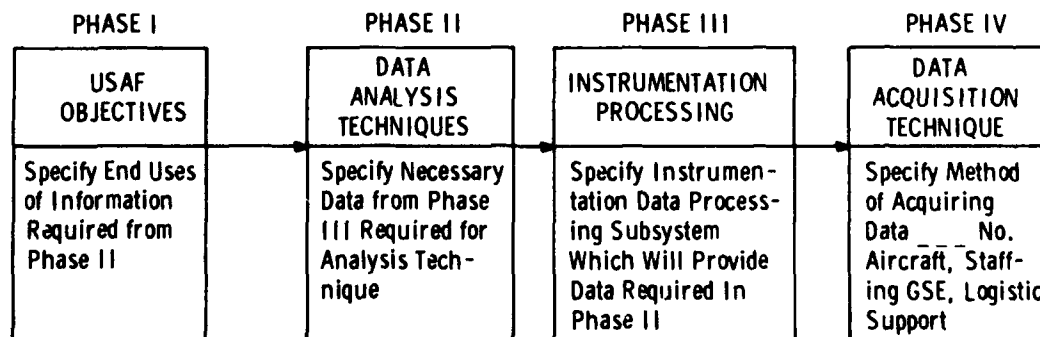 PHASE I
USAF
OBJECTIVES
Specify End Uses
of Information
Required from
Phase II
PHASE II
DATA
ANALYSIS
TECHNIQUES
Specify Necessary
Data from Phase
III Required for
Analysis Tech-
nique
PHASE III
INSTRUMENTATION
PROCESSING
Specify Instrumen-
tation Data Process-
ing Subsystem
Which Will Provide
Data Required In
Phase II
PHASE IV
DATA
ACQUISITION
TECHNIQUE
Specify Method
of Acquiring
Data _ _ _ No.
Aircraft, Staff-
ing GSE, Logistic
Support